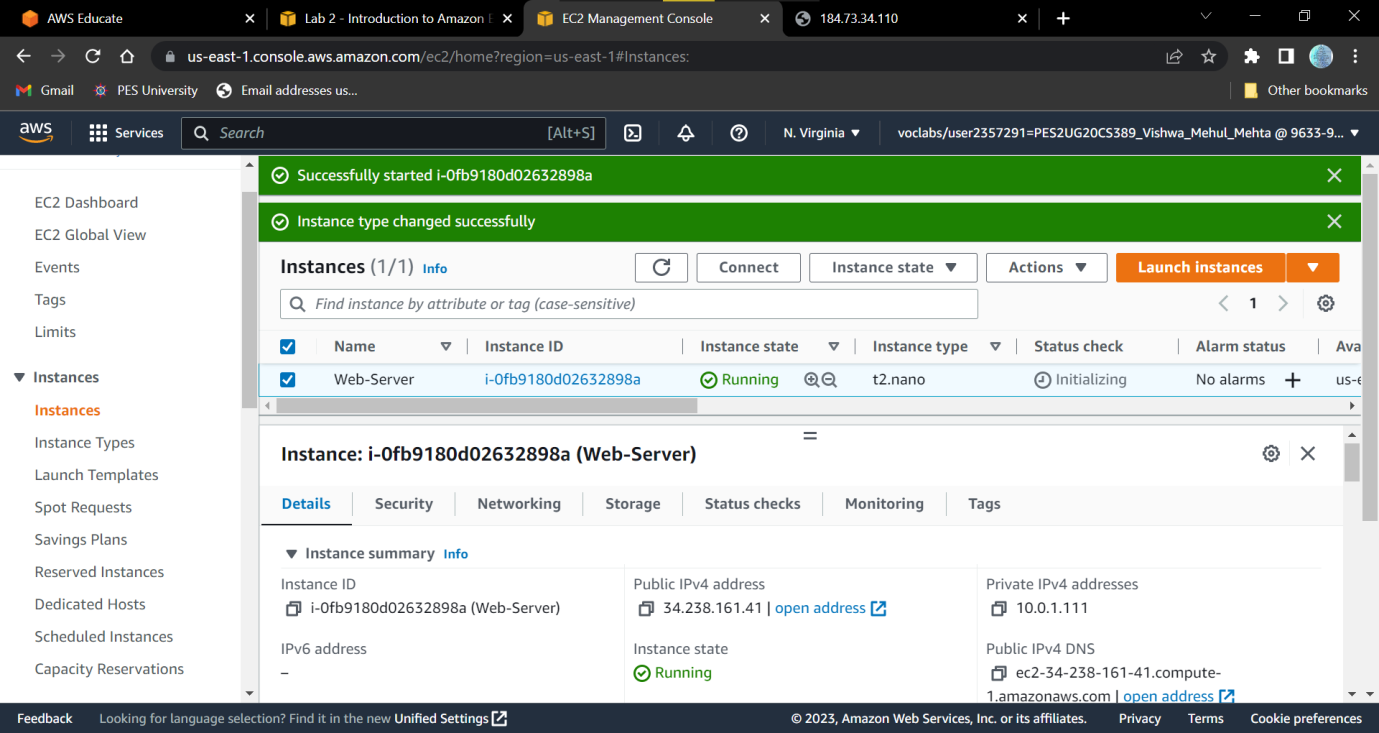 AWS Educate
Lab 2 - Introduction to Amazon E
EC2 Management Console
184.73.34.110
us-east-1.console.aws.amazon.com/ec2/home?region=us-east-1#Instances:
Gmail
PES University
Email addresses us...
Other bookmarks
aws
Services
Search
[Alt+S]
N. Virginia
voclabs/user2357291=PES2UG20CS389_Vishwa_Mehul_Mehta @ 9633-9...
EC2 Dashboard
EC2 Global View
Events
Tags
Limits
Instances
Instances
Instance Types
Launch Templates
Spot Requests
Savings Plans
Reserved Instances
Dedicated Hosts
Scheduled Instances
Capacity Reservations
Successfully started i-0fb9180d02632898a
Instance type changed successfully
Instances (1/1) Info
Connect
Instance state
Actions
Launch instances
Find instance by attribute or tag (case-sensitive)
1
Name
Instance ID
Instance state
Instance type
Status check
Alarm status
Ava
Web-Server
i-0fb9180d02632898a
Running
t2.nano
Initializing
No alarms
us-e
Instance: i-0fb9180d02632898a (Web-Server)
Details
Security
Networking
Storage
Status checks
Monitoring
Tags
Instance summary Info
Instance ID
i-0fb9180d02632898a (Web-Server)
Public IPv4 address
34.238.161.41 | open address
Private IPv4 addresses
10.0.1.111
IPv6 address
–
Instance state
Running
Public IPv4 DNS
ec2-34-238-161-41.compute-
1.amazonaws.com | open address
Feedback
Looking for language selection? Find it in the new Unified Settings
© 2023, Amazon Web Services, Inc. or its affiliates.
Privacy
Terms
Cookie preferences